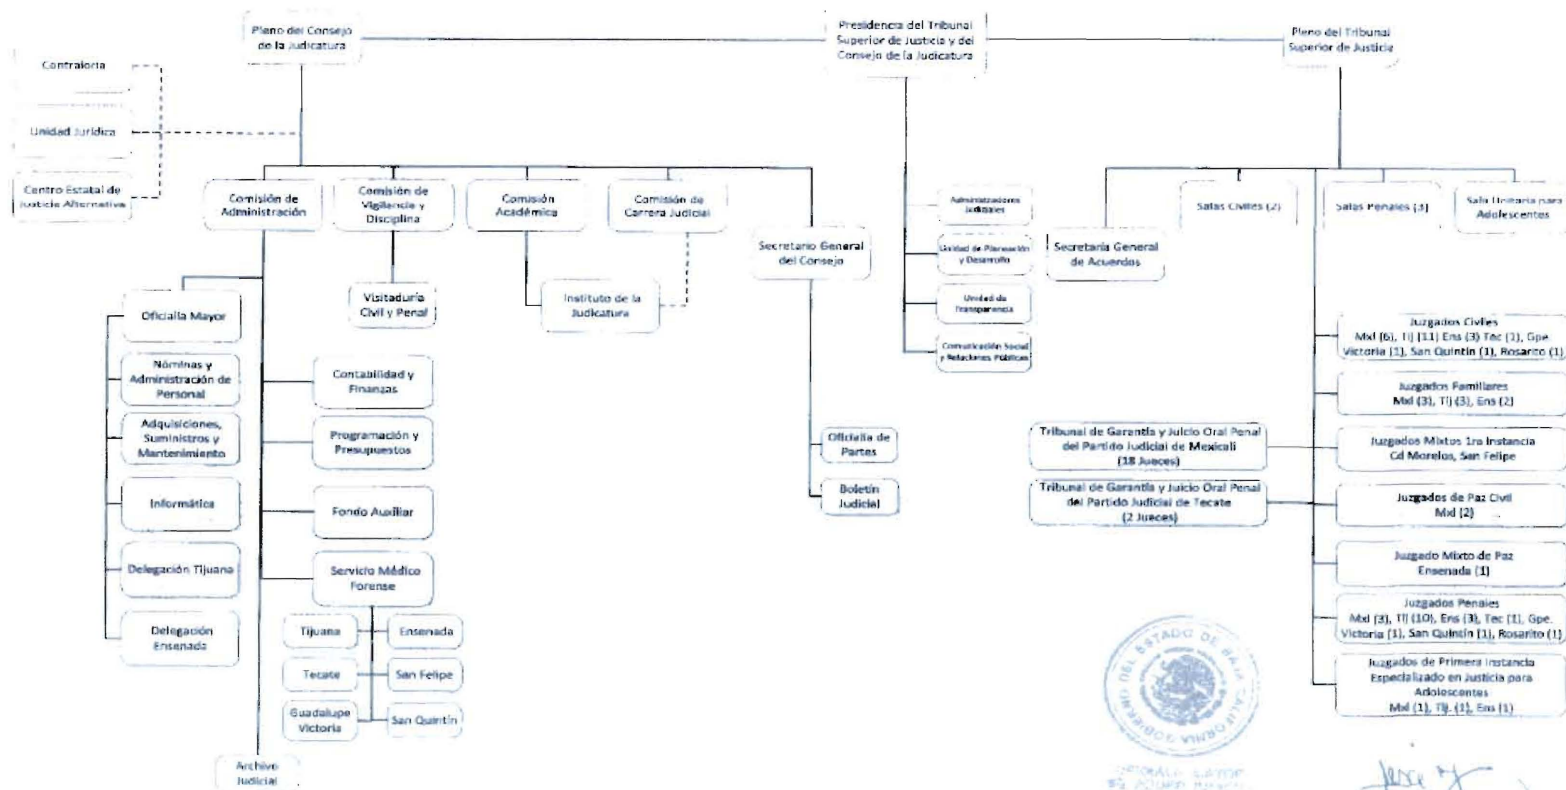 Pleno del Consejo
de la Judicatura
Presidencia del Tribunal
Superior de Justicia y del
Consejo de la Judicatura
Pleno del Tribunal
Superior de Justicia
Contraloria
Unidad Jurídica
Centro Estatal de
Justicia Alternativa
Comisión de
Administración
Comisión de
Vigilancia y
Disciplina
Comisión
Académica
Comisión de
Carrera Judicial
Secretario General
del Consejo
Administradores
Judiciales
Unidad de Planeación
y Desarrollo
Unidad de
Transparencia
Comunicación Social
y Relaciones Públicas
Secretaría General
de Acuerdos
Salas Civiles (2)
Salas Penales (3)
Sala Unitaria para
Adolescentes
Oficialía Mayor
Nóminas y
Administración de
Personal
Adquisiciones,
Suministros y
Mantenimiento
Informática
Delegación Tijuana
Delegación
Ensenada
Visitaduría
Civil y Penal
Instituto de la
Judicatura
Contabilidad y
Finanzas
Programación y
Presupuestos
Fondo Auxiliar
Servicio Médico
Forense
Tijuana
Ensenada
Tecate
San Felipe
Guadalupe
Victoria
San Quintín
Archivo
Judicial
Oficialía de
Partes
Boletín
Judicial
Tribunal de Garantía y Juicio Oral Penal
del Partido Judicial de Mexicali
(18 Jueces)
Tribunal de Garantía y Juicio Oral Penal
del Partido Judicial de Tecate
(2 Jueces)
Juzgados Civiles
Mxl (6), Tij (11) Ens (3) Tec (1), Gpe.
Victoria (1), San Quintín (1), Rosarito (1)
Juzgados Familiares
Mxl (3), Tij (3), Ens (2)
Juzgados Mixtos 1ra Instancia
Cd Morelos, San Felipe
Juzgados de Paz Civil
Mxl (2)
Juzgado Mixto de Paz
Ensenada (1)
Juzgados Penales
Mxl (3), Tij (10), Ens (3), Tec (1), Gpe.
Victoria (1), San Quintín (1), Rosarito (1)
Juzgados de Primera Instancia
Especializado en Justicia para
Adolescentes
Mxl (1), Tij. (1), Ens (1)
GOBIERNO DEL ESTADO DE BAJA CALIFORNIA